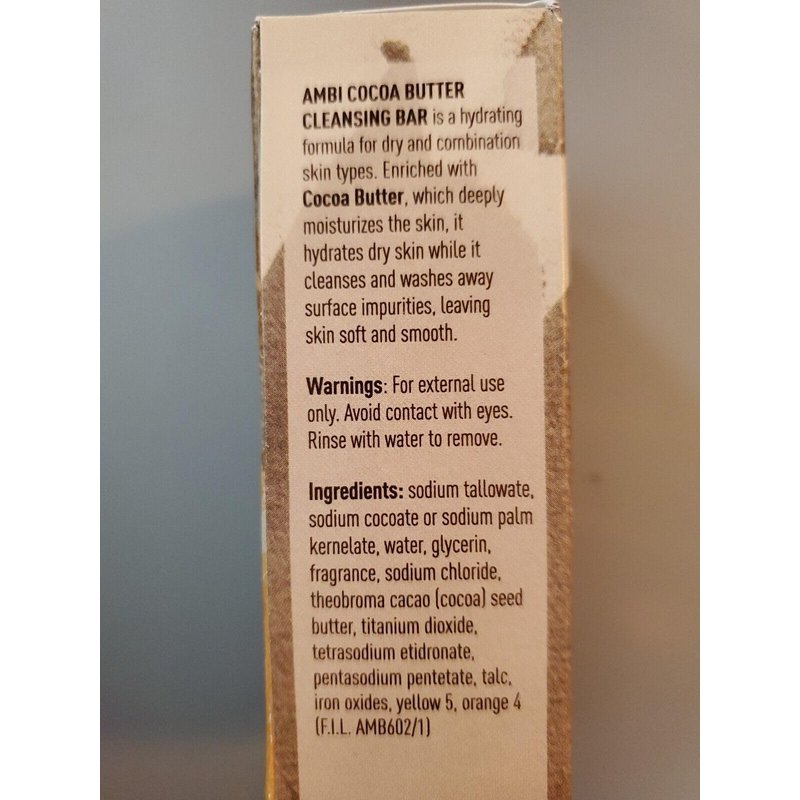 AMBI COCOA BUTTER
CLEANSING BAR is a hydrating
formula for dry and combination
skin types. Enriched with
Cocoa Butter, which deeply
moisturizes the skin, it
hydrates dry skin while it
cleanses and washes away
surface impurities, leaving
skin soft and smooth.
Warnings: For external use
only. Avoid contact with eyes.
Rinse with water to remove.
Ingredients: sodium tallowate,
sodium cocoate or sodium palm
kernelate, water, glycerin,
fragrance, sodium chloride,
theobroma cacao (cocoa) seed
butter, titanium dioxide,
tetrasodium etidronate,
pentasodium pentetate, talc,
iron oxides, yellow 5, orange 4
(F.I.L. AMB602/1)